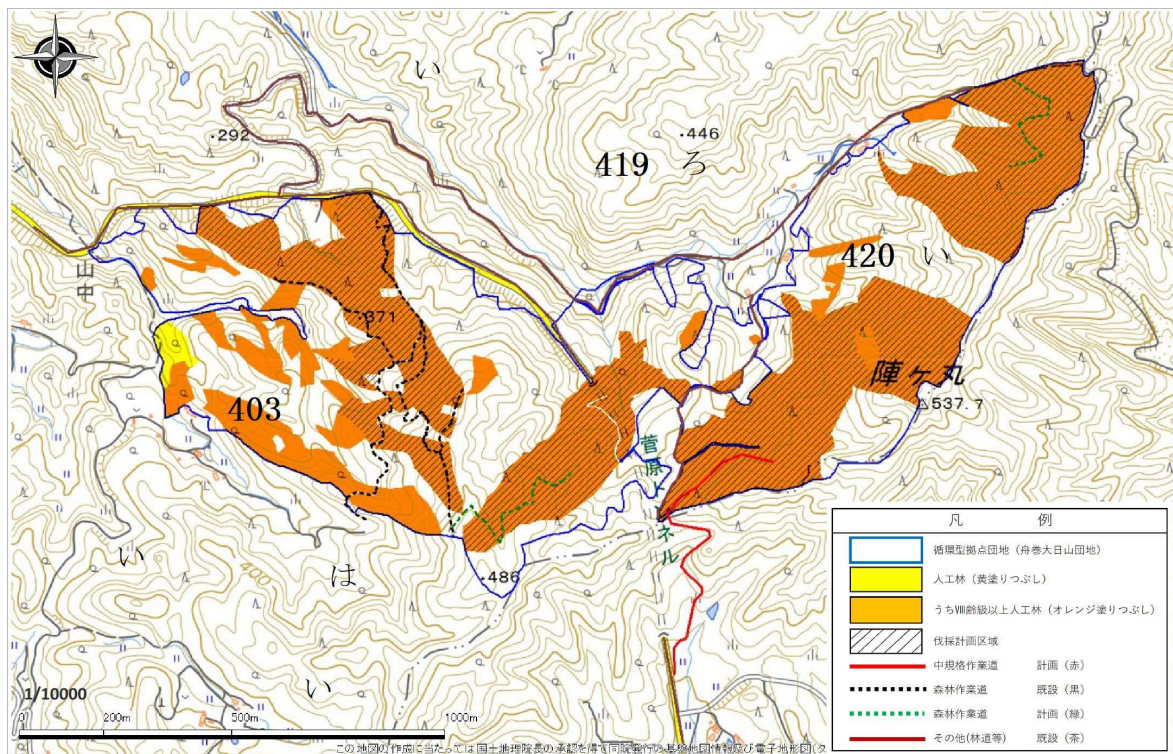 い
・292
・446
419 ろ
420 い
中山
・371
403
陣ヶ丸
△537.7
菅原トンネル
・486
400
い
は
い
凡 例
循環型拠点団地（舟巻大日山団地）
人工林（黄塗りつぶし）
うちⅧ齢級以上人工林（オレンジ塗りつぶし）
伐採計画区域
中規格作業道 計画（赤）
森林作業道 既設（黒）
森林作業道 計画（緑）
その他(林道等) 既設（茶）
1/10000
0 200m 500m 1000m
この地図の作成に当たっては国土地理院長の承認を得て同院発行の基盤地図情報及び電子地形図(タ